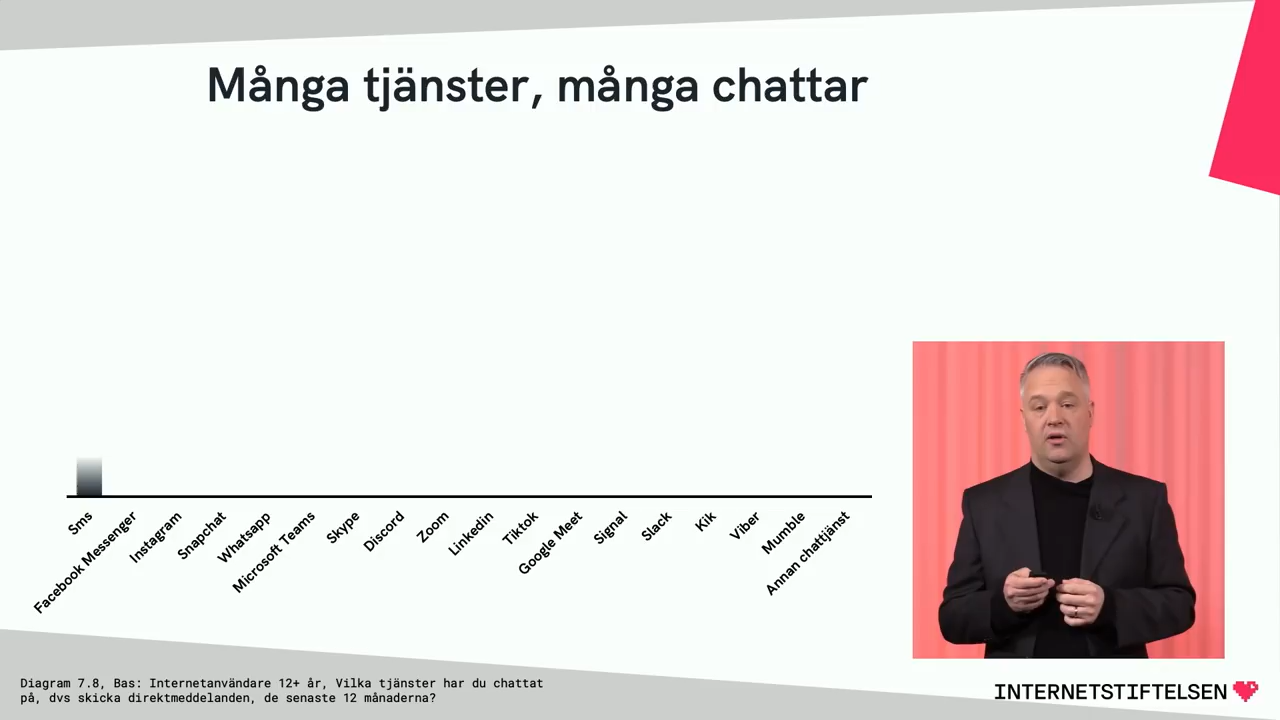 Många tjänster, många chattar
Sms
Facebook Messenger
Instagram
Snapchat
Whatsapp
Microsoft Teams
Skype
Discord
Zoom
Linkedin
Tiktok
Google Meet
Signal
Slack
Kik
Viber
Mumble
Annan chattjänst
Diagram 7.8, Bas: Internetanvändare 12+ år, Vilka tjänster har du chattat
på, dvs skicka direktmeddelanden, de senaste 12 månaderna?
INTERNETSTIFTELSEN